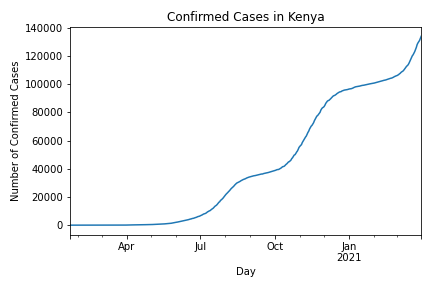 Confirmed Cases in Kenya
140000
120000
100000
80000
60000
40000
20000
0
Number of Confirmed Cases
Apr
Jul
Oct
Jan
2021
Day